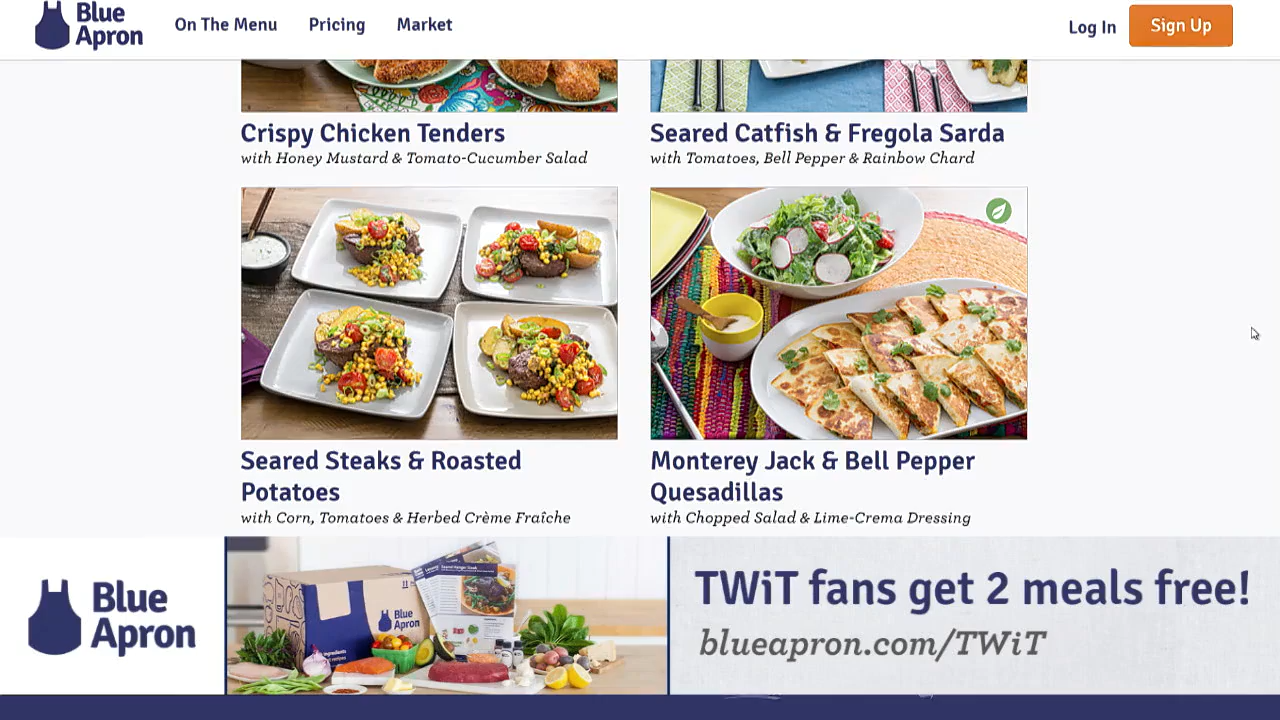 Blue
Apron
On The Menu
Pricing
Market
Log In
Sign Up
Crispy Chicken Tenders
with Honey Mustard & Tomato-Cucumber Salad
Seared Catfish & Fregola Sarda
with Tomatoes, Bell Pepper & Rainbow Chard
Seared Steaks & Roasted
Potatoes
with Corn, Tomatoes & Herbed Crème Fraîche
Monterey Jack & Bell Pepper
Quesadillas
with Chopped Salad & Lime-Crema Dressing
Blue
Apron
Blue
Apron
TWiT fans get 2 meals free!
blueapron.com/TWiT